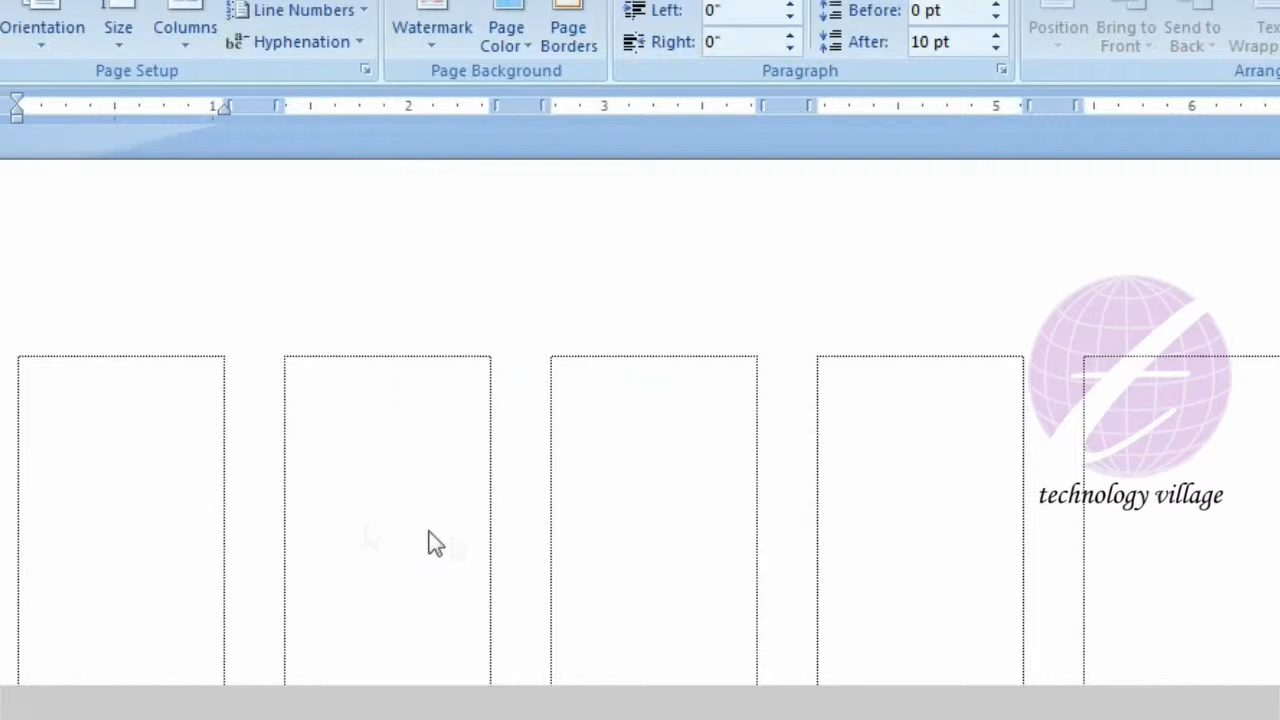 Left: 0" Before: 0 pt
Line Numbers
Orientation Size Columns Watermark Page Color Page Borders
Hyphenation Right: 0" After: 10 pt
Position Bring to Front Send to Back
Page Setup Page Background Paragraph
1 2 3 5 6
technology village